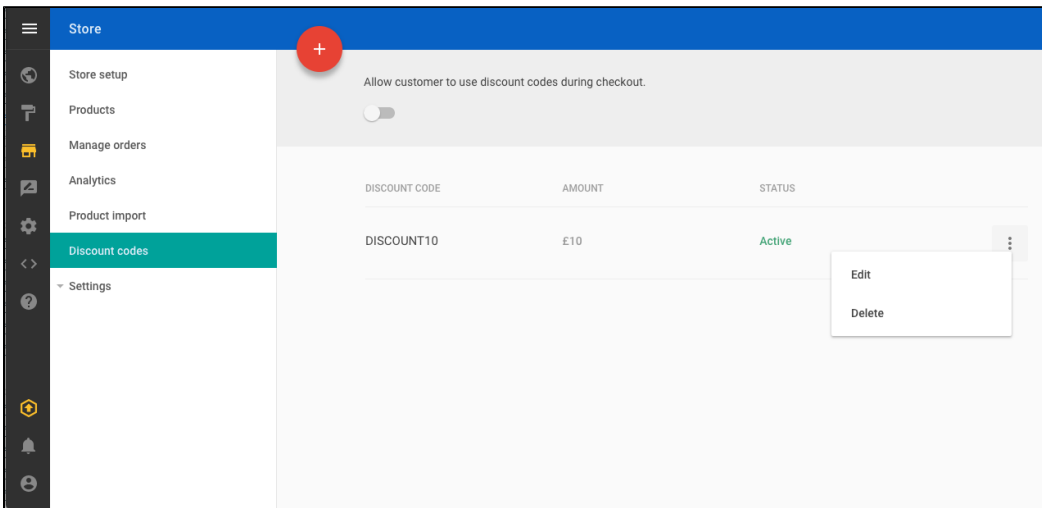 Store
Store setup
Products
Manage orders
Analytics
Product import
Discount codes
Settings
+
Allow customer to use discount codes during checkout.
DISCOUNT CODE AMOUNT STATUS
DISCOUNT10 £10 Active
Edit
Delete